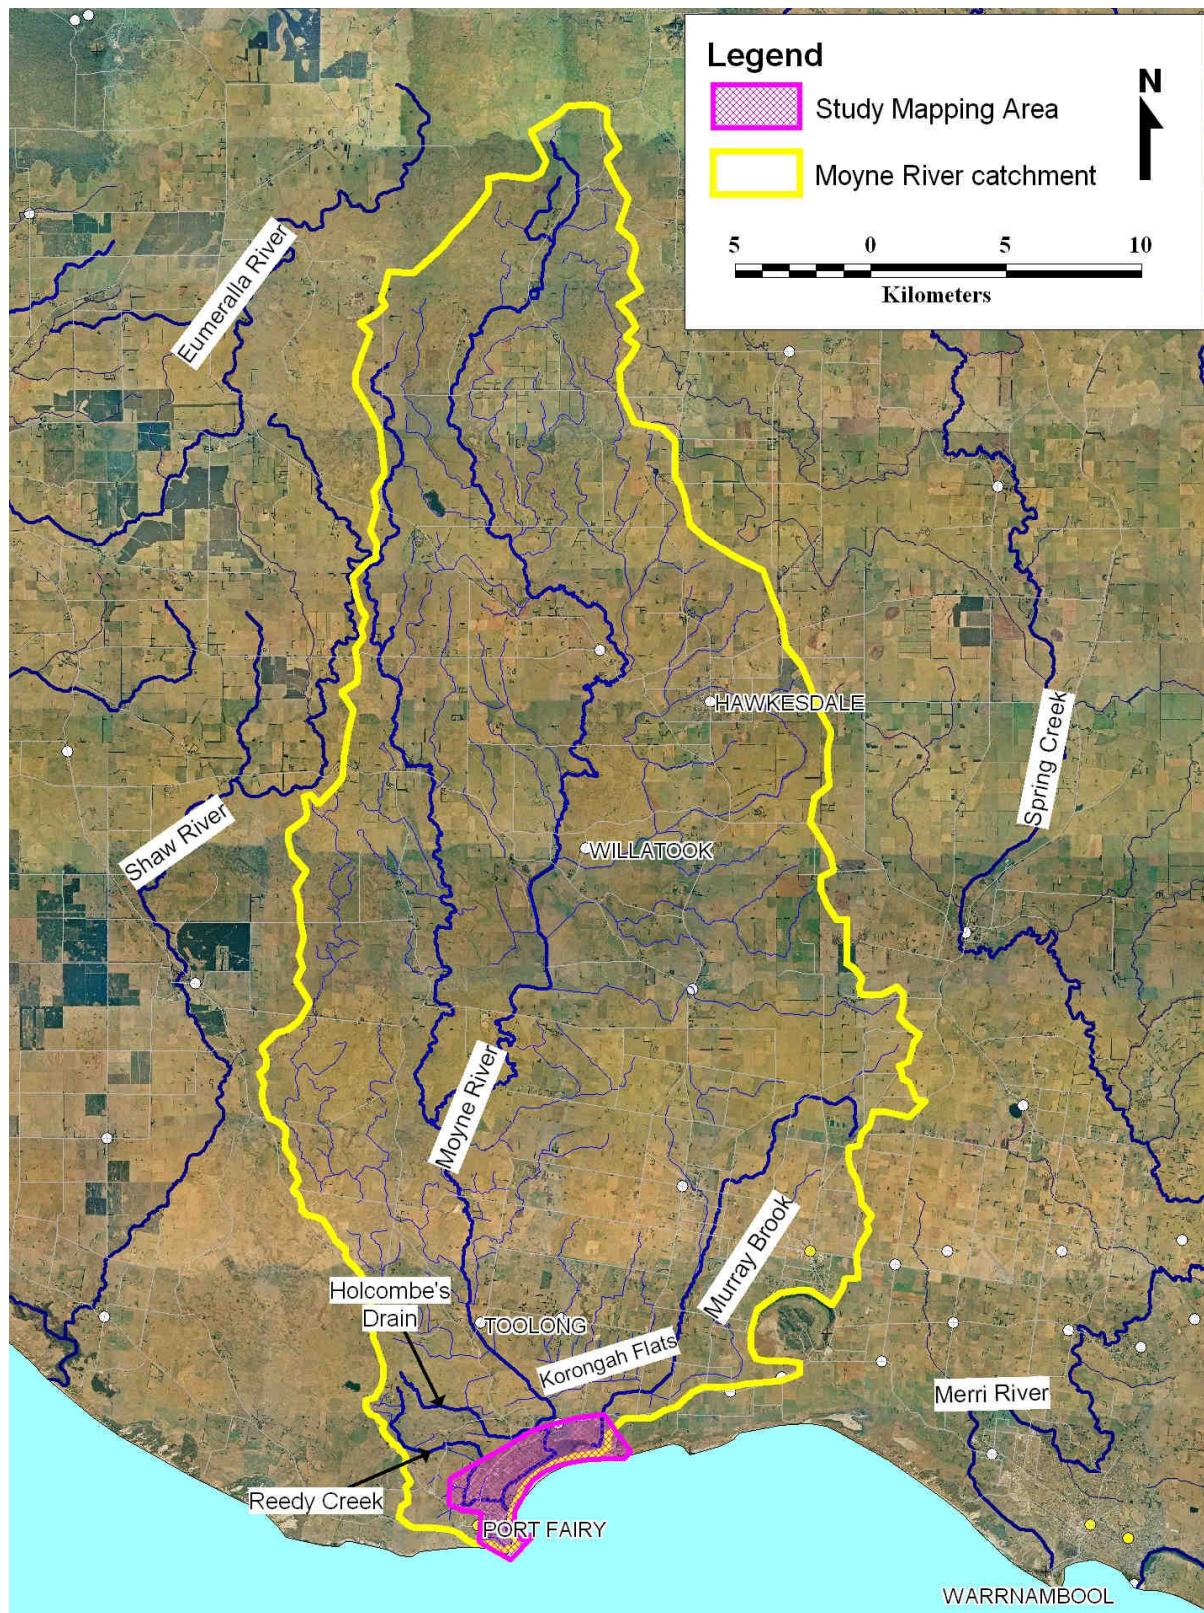 Legend
Study Mapping Area
Moyne River catchment
N
5 0 5 10
Kilometers
Eumeralla River
HAWKESDALE
Spring Creek
Shaw River
WILLATOOK
Moyne River
Murray Brook
Holcombe's
Drain
TOOLONG
Korongah Flats
Merri River
Reedy Creek
PORT FAIRY
WARRNAMBOOL